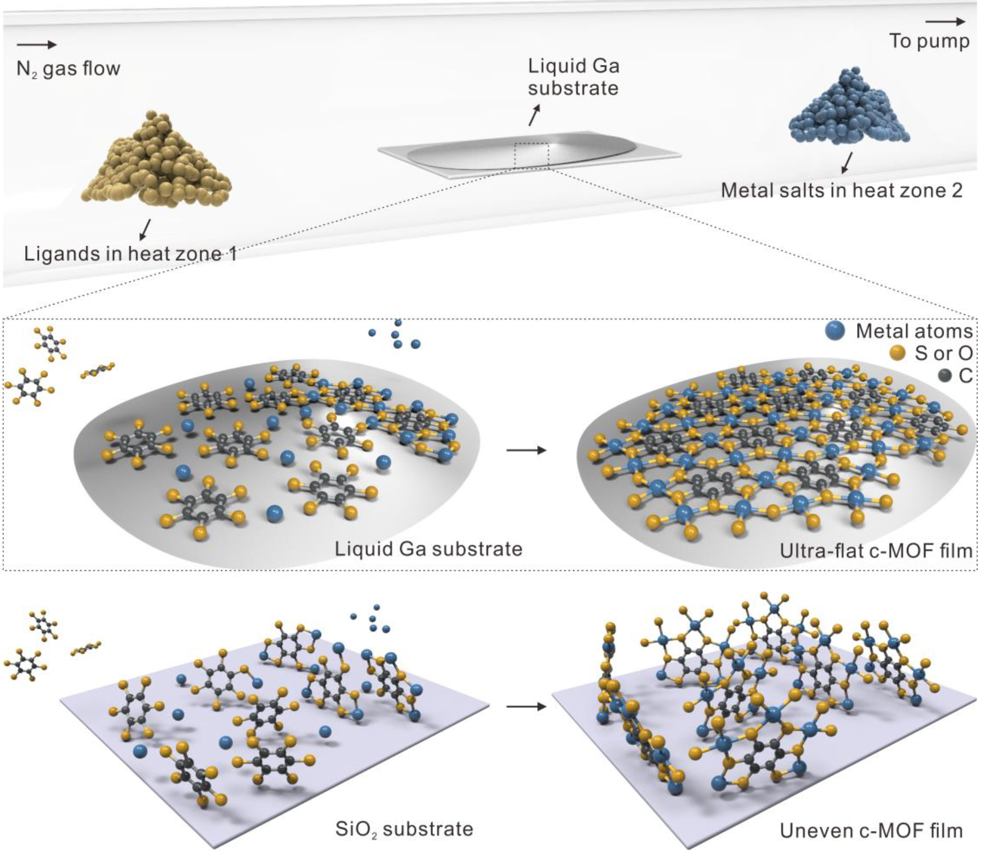 N₂ gas flow
To pump
Liquid Ga
substrate
Metal salts in heat zone 2
Ligands in heat zone 1
Metal atoms
S or O
C
Liquid Ga substrate
Ultra-flat c-MOF film
SiO₂ substrate
Uneven c-MOF film